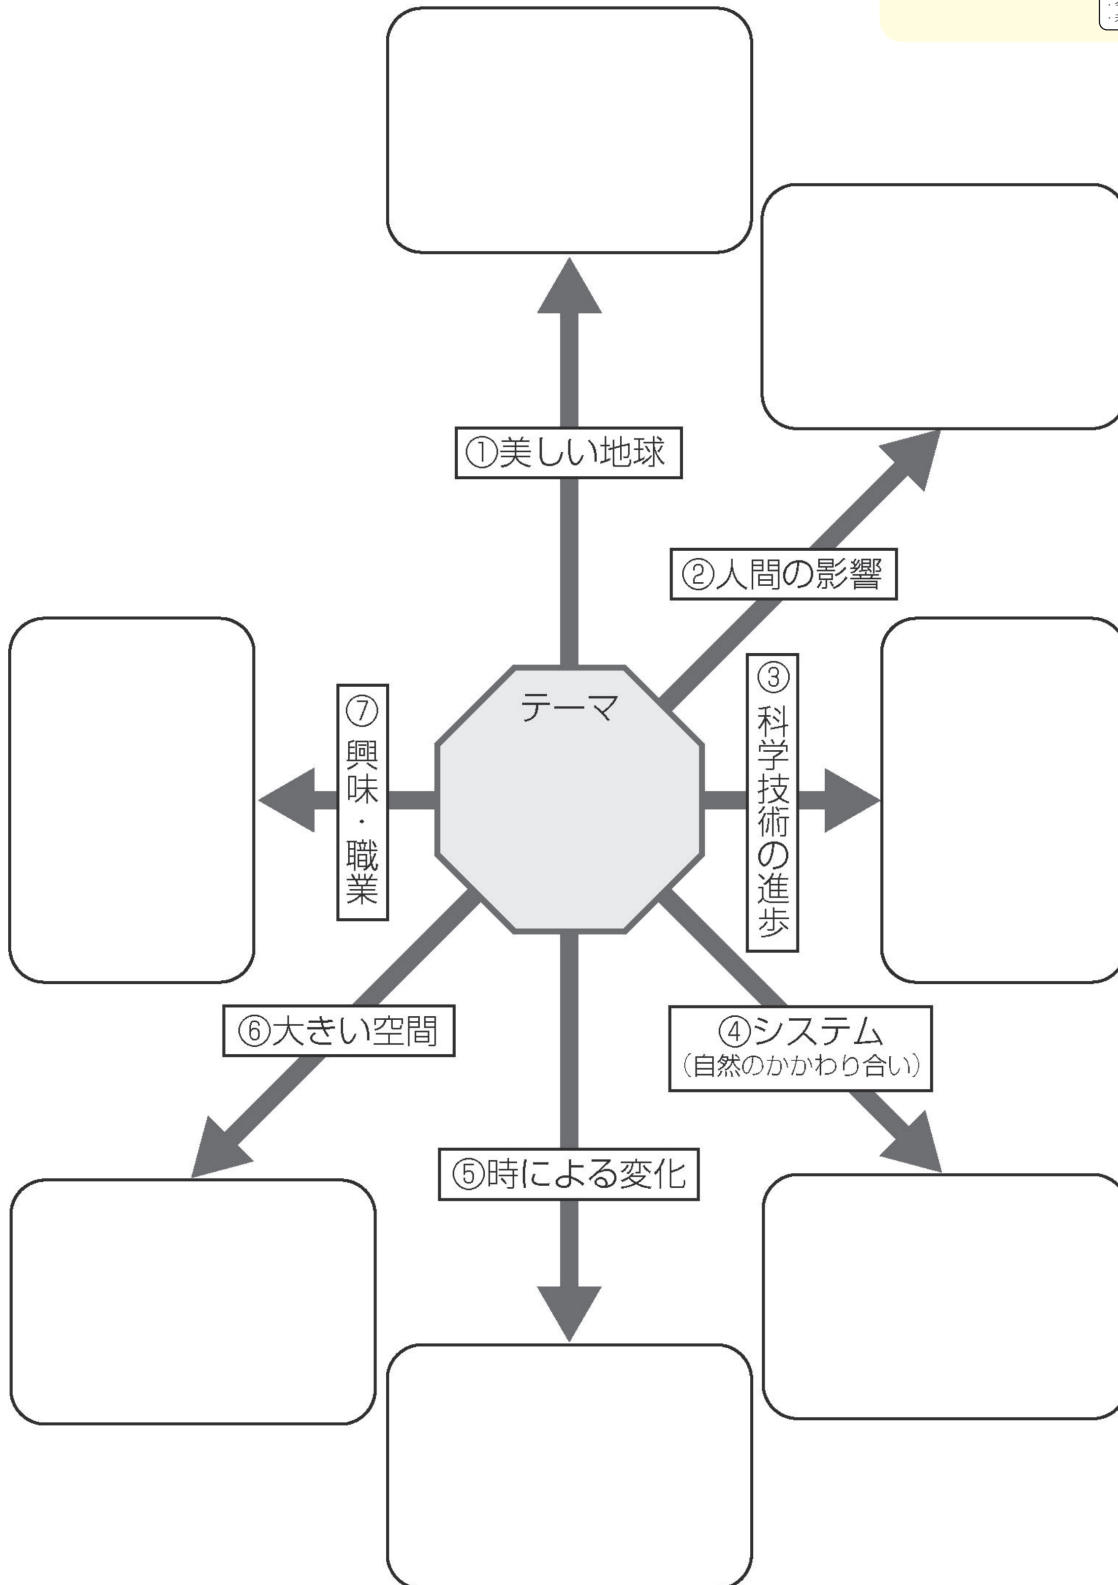 ①美しい地球
②人間の影響
テーマ
③科学技術の進歩
⑦興味・職業
⑥大きい空間
④システム
（自然のかかわり合い）
⑤時による変化